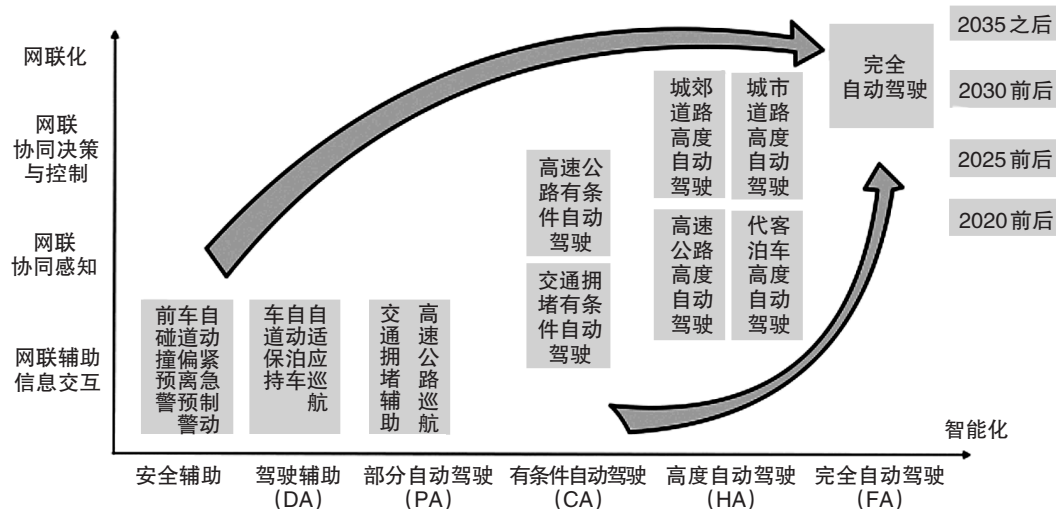 网联化
网联
协同决策
与控制
网联
协同感知
网联辅助
信息交互
前碰撞预警
车道偏离预警
自动紧急制动
车道保持
自动泊车
自适应巡航
交通拥堵辅助
高速公路巡航
高速公
路有条
件自动
驾驶
交通拥
堵有条
件自动
驾驶
城郊
道路
高度
自动
驾驶
城市
道路
高度
自动
驾驶
高速
公路
高度
自动
驾驶
代客
泊车
高度
自动
驾驶
完全
自动驾驶
2035之后
2030前后
2025前后
2020前后
智能化
安全辅助
驾驶辅助
(DA)
部分自动驾驶
(PA)
有条件自动驾驶
(CA)
高度自动驾驶
(HA)
完全自动驾驶
(FA)